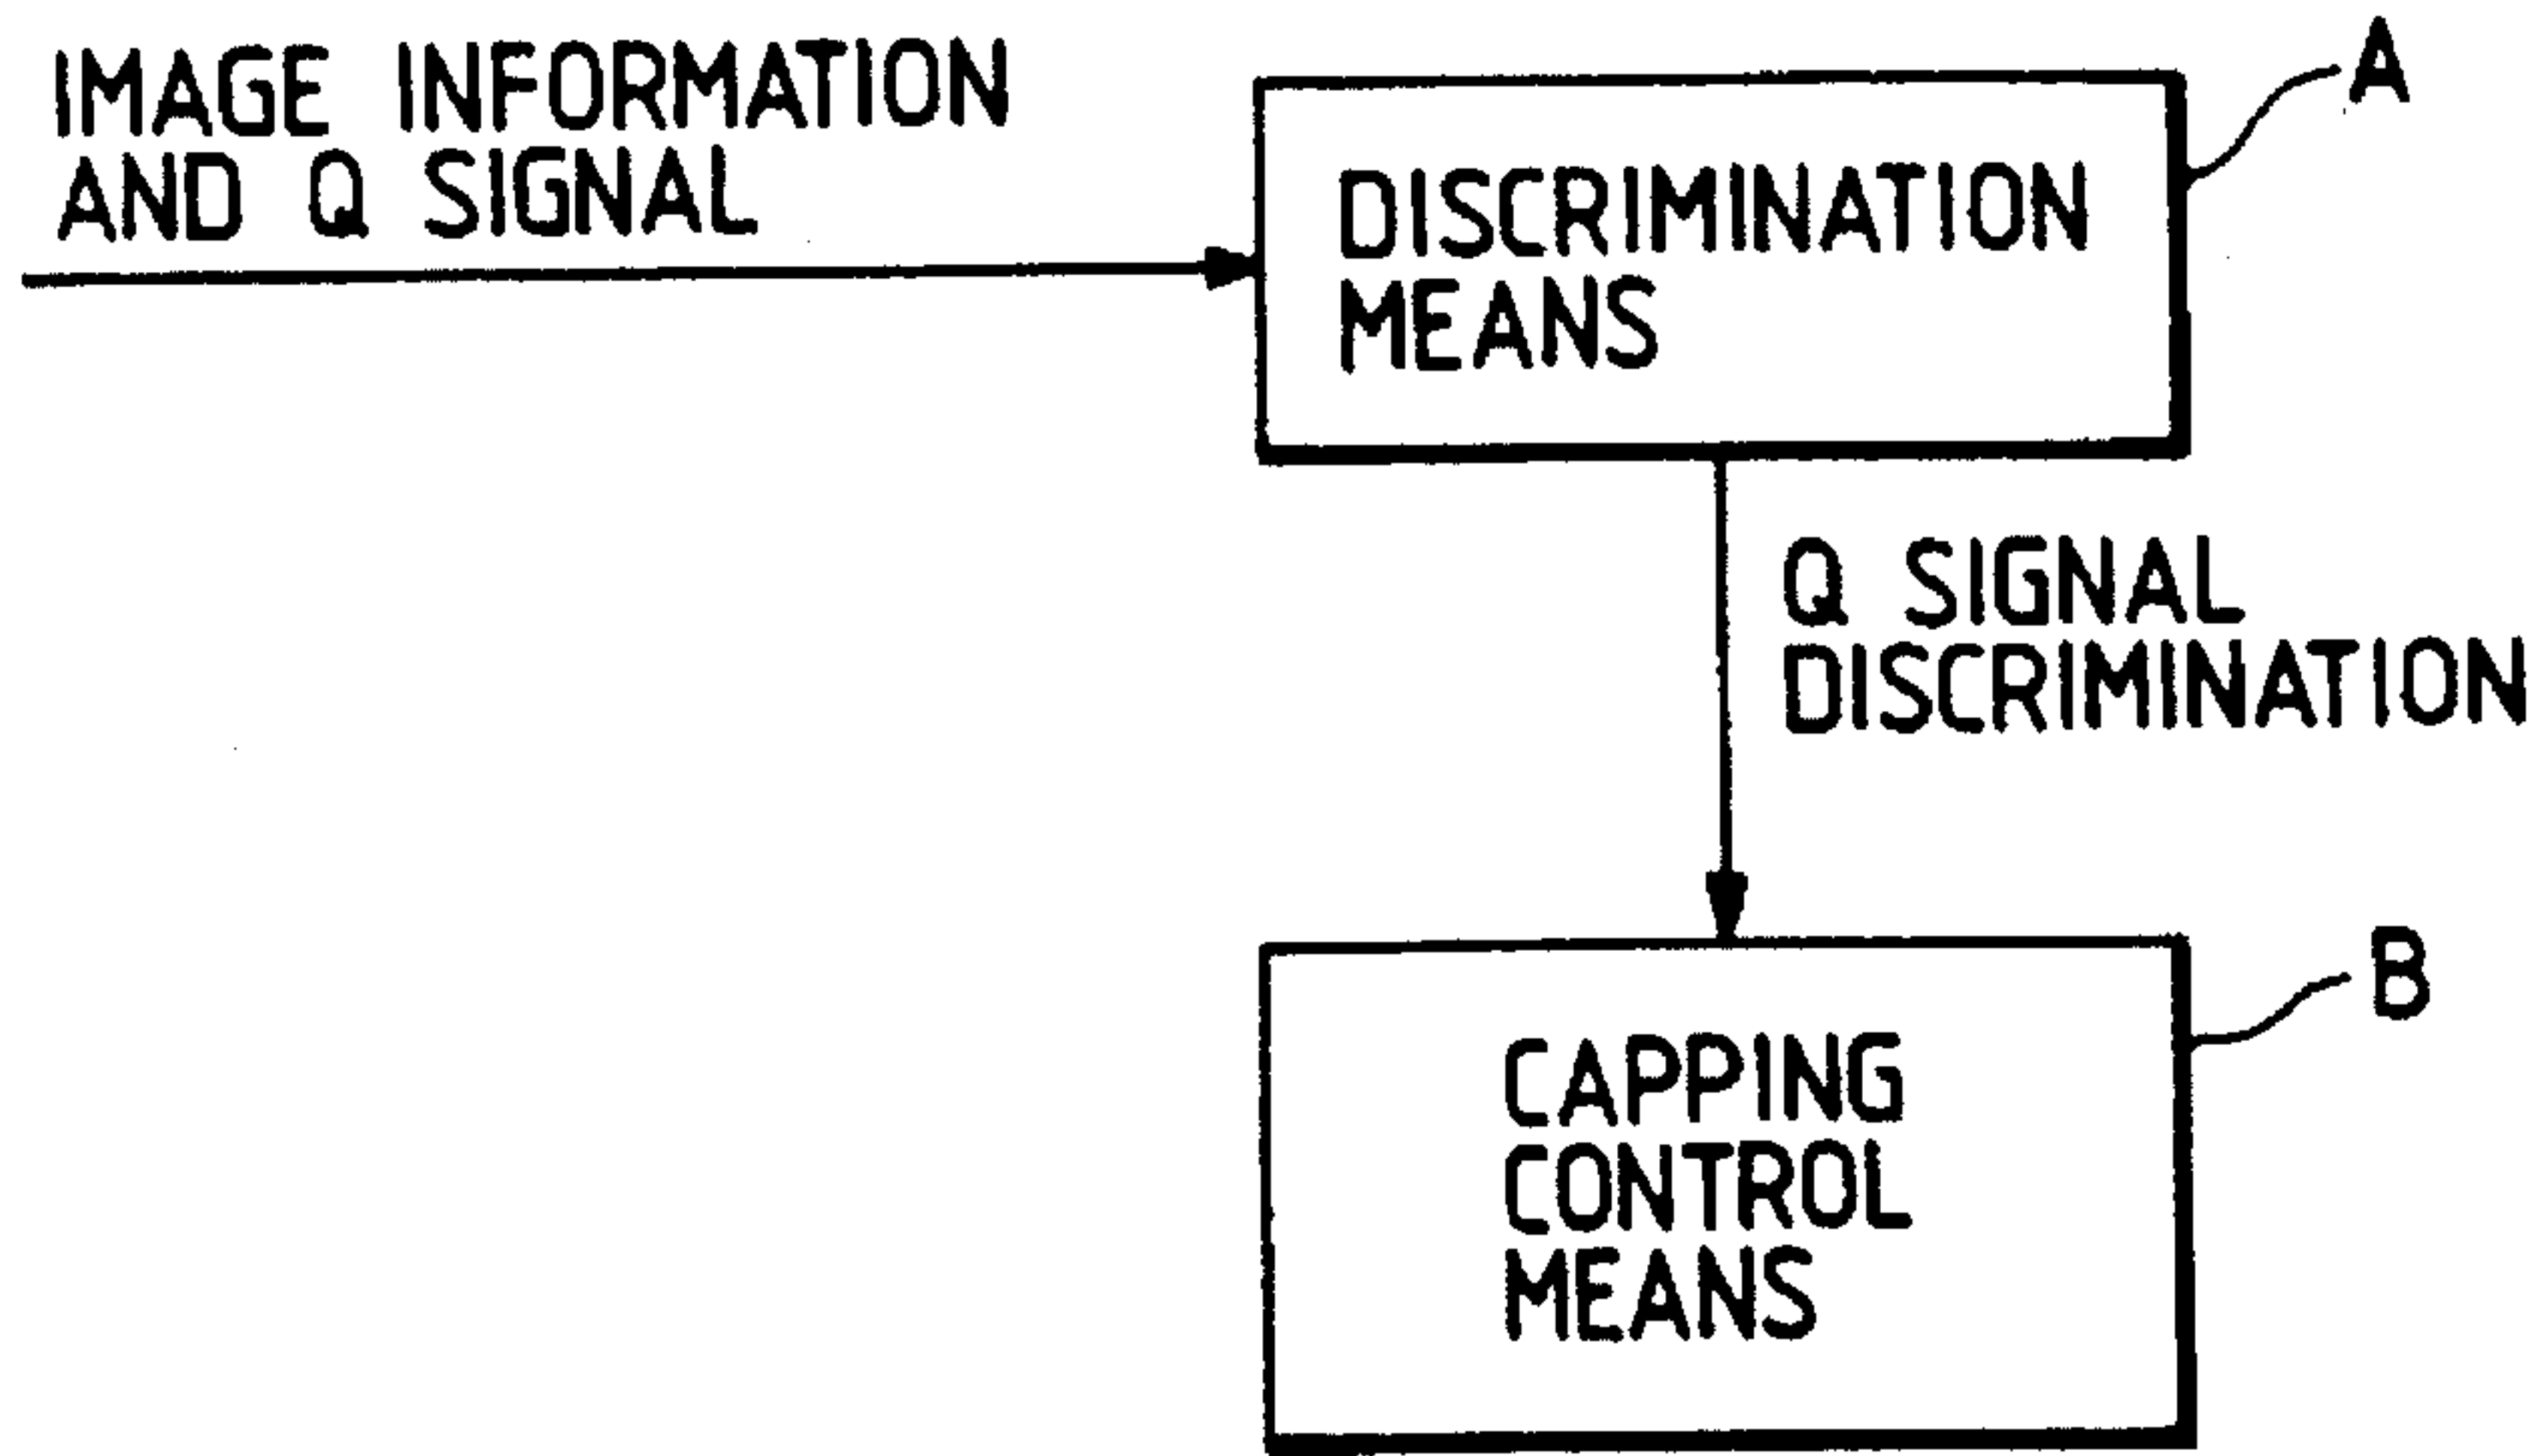 IMAGE INFORMATION
AND Q SIGNAL
A
DISCRIMINATION
MEANS
Q SIGNAL
DISCRIMINATION
B
CAPPING
CONTROL
MEANS